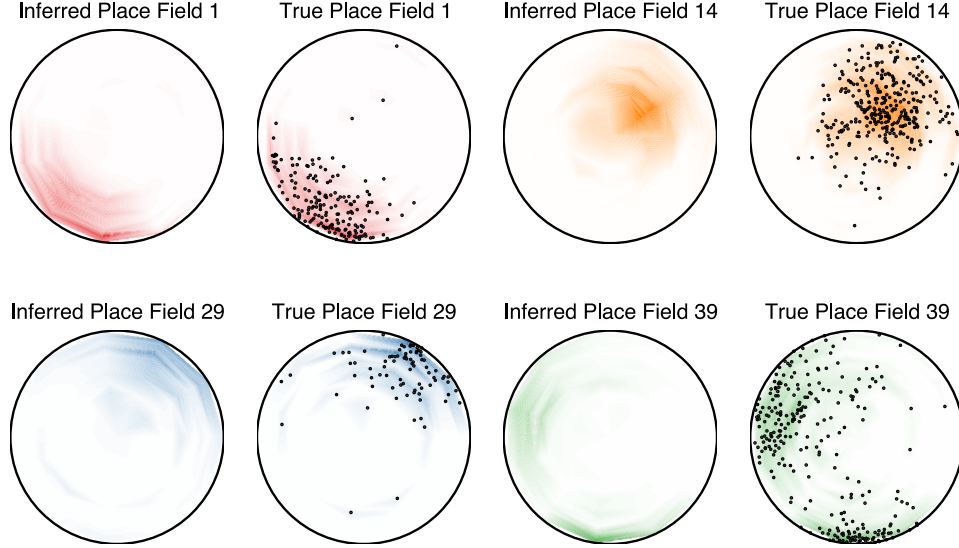 Inferred Place Field 1
True Place Field 1
Inferred Place Field 14
True Place Field 14
Inferred Place Field 29
True Place Field 29
Inferred Place Field 39
True Place Field 39